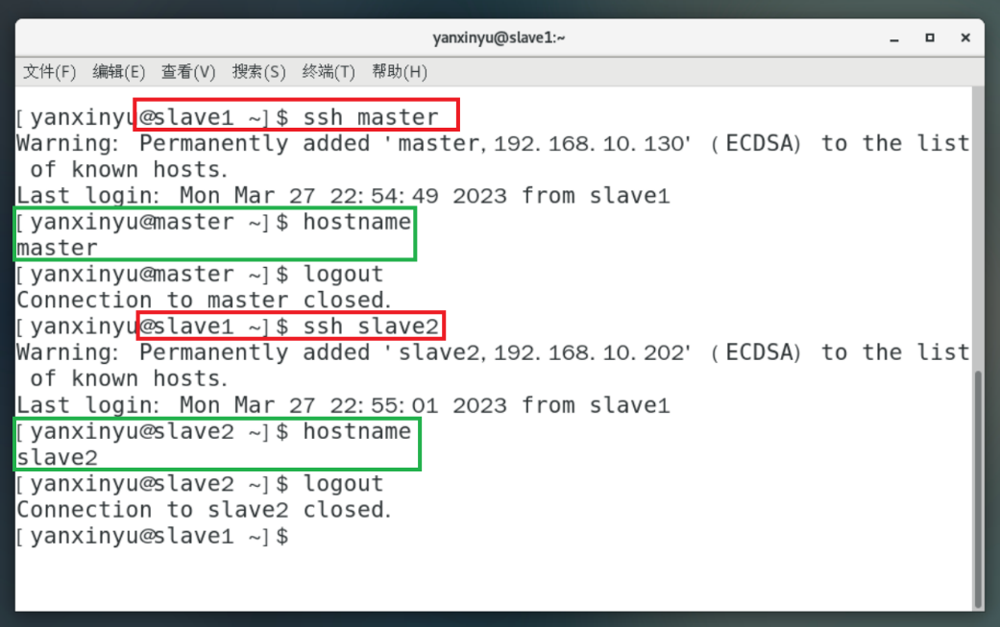 yanxinyu@slave1:~
文件(F) 编辑(E) 查看(V) 搜索(S) 终端(T) 帮助(H)
[yanxinyu@slave1 ~]$ ssh master
Warning: Permanently added 'master,192.168.10.130' (ECDSA) to the list
 of known hosts.
Last login: Mon Mar 27 22:54:49 2023 from slave1
[yanxinyu@master ~]$ hostname
master
[yanxinyu@master ~]$ logout
Connection to master closed.
[yanxinyu@slave1 ~]$ ssh slave2
Warning: Permanently added 'slave2,192.168.10.202' (ECDSA) to the list
 of known hosts.
Last login: Mon Mar 27 22:55:01 2023 from slave1
[yanxinyu@slave2 ~]$ hostname
slave2
[yanxinyu@slave2 ~]$ logout
Connection to slave2 closed.
[yanxinyu@slave1 ~]$